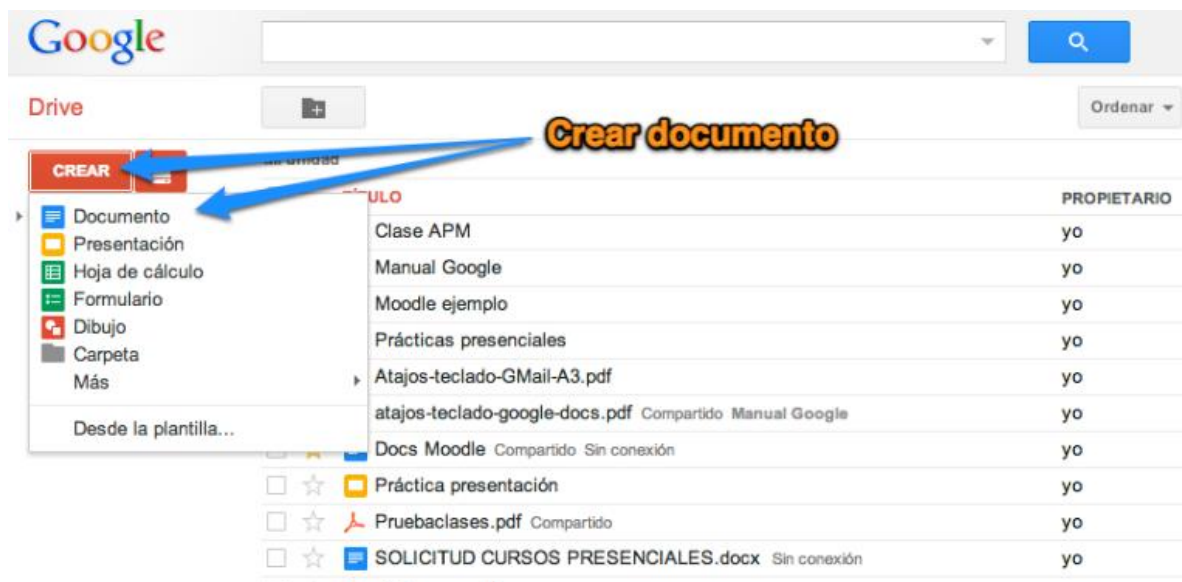 Google
Drive
Ordenar
Crear documento
CREAR
unidad
TÍTULO PROPIETARIO
Documento
Presentación
Hoja de cálculo
Formulario
Dibujo
Carpeta
Más
Desde la plantilla...
Clase APM yo
Manual Google yo
Moodle ejemplo yo
Prácticas presenciales yo
Atajos-teclado-GMail-A3.pdf yo
atajos-teclado-google-docs.pdf Compartido Manual Google yo
Docs Moodle Compartido Sin conexión yo
Práctica presentación yo
Pruebaclases.pdf Compartido yo
SOLICITUD CURSOS PRESENCIALES.docx Sin conexión yo